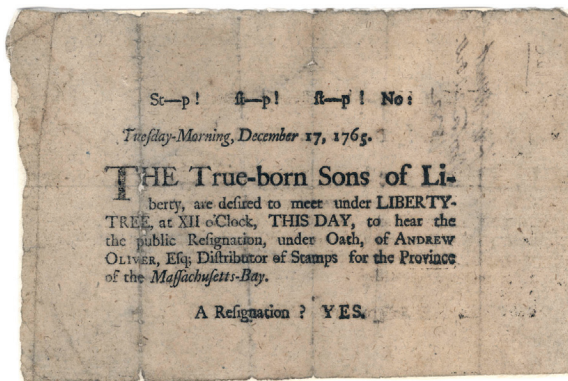 St—p! ſt—p! ſt—p! No:
Tueſday-Morning, December 17, 1765.
THE True-born Sons of Li-
berty, are deſired to meet under LIBERTY-
TREE, at XII o'Clock, THIS DAY, to hear the
the public Reſignation, under Oath, of ANDREW
OLIVER, Eſq; Diſtributor of Stamps for the Province
of the Maſſachuſetts-Bay.
A Reſignation? YES.